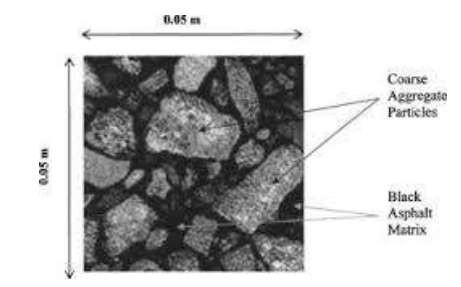 0.05 m
0.05 m
Coarse
Aggregate
Particles
Black
Asphalt
Matrix